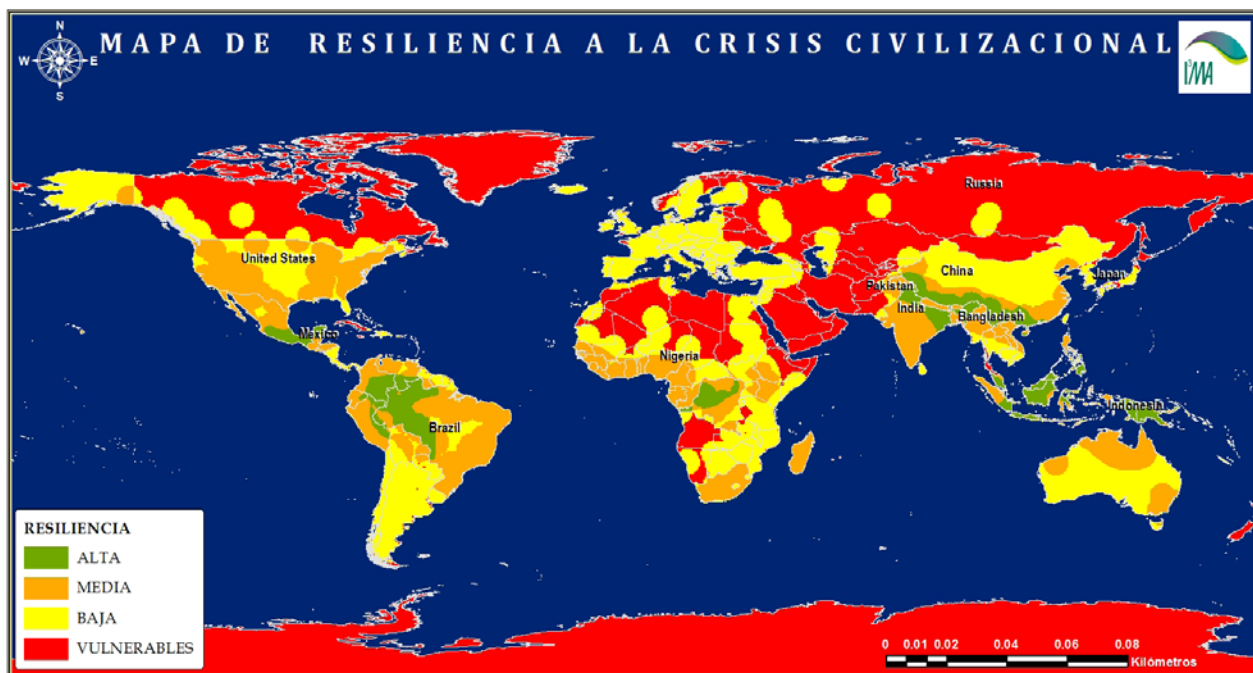 MAPA DE RESILIENCIA A LA CRISIS CIVILIZACIONAL
N
W E
S
I³MA
Russia
United States
China
Japan
Pakistan
India
Bangladesh
Mexico
Nigeria
Indonesia
Brazil
RESILIENCIA
ALTA
MEDIA
BAJA
VULNERABLES
0 0.01 0.02 0.04 0.06 0.08
Kilómetros